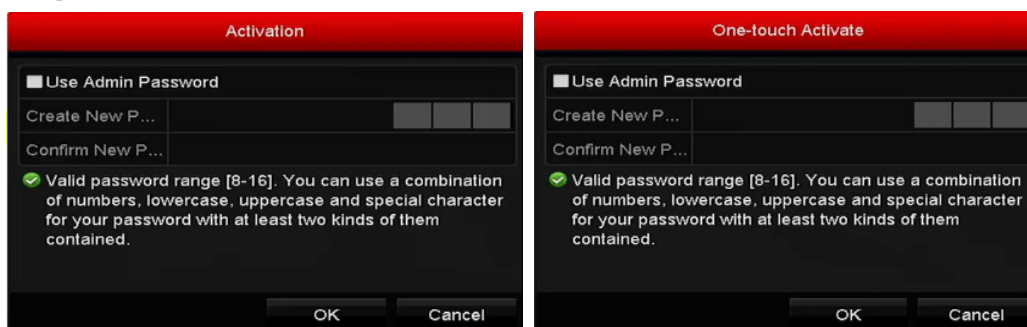 Activation
Use Admin Password
Create New P...
Confirm New P...
Valid password range [8-16]. You can use a combination
of numbers, lowercase, uppercase and special character
for your password with at least two kinds of them
contained.
OK
Cancel
One-touch Activate
Use Admin Password
Create New P...
Confirm New P...
Valid password range [8-16]. You can use a combination
of numbers, lowercase, uppercase and special character
for your password with at least two kinds of them
contained.
OK
Cancel